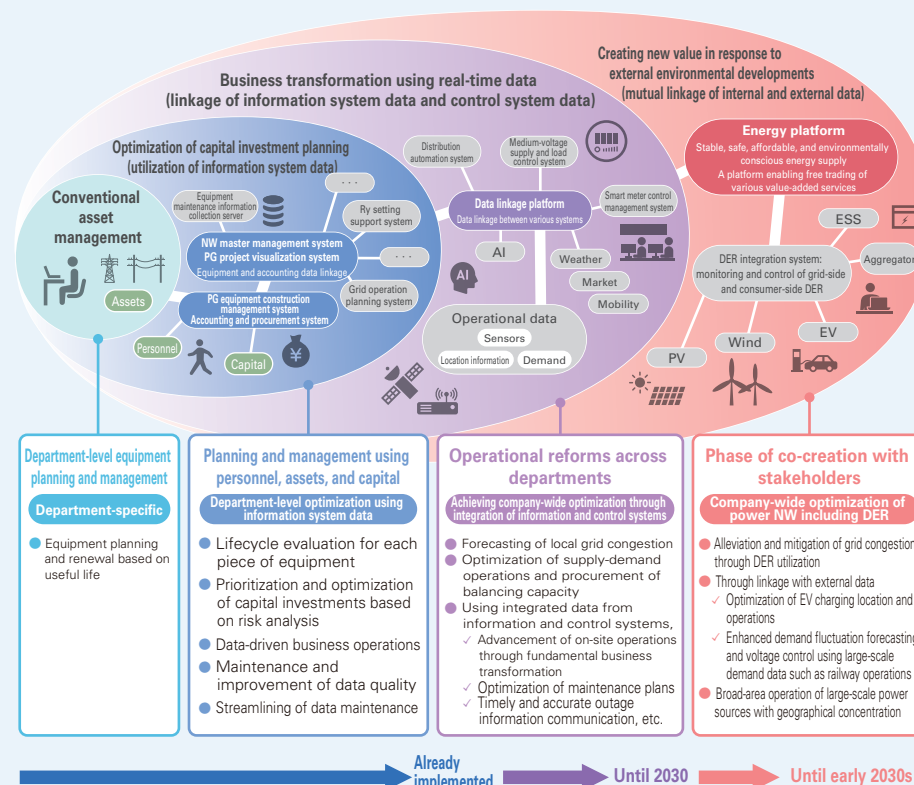 Creating new value in response to
external environmental developments
(mutual linkage of internal and external data)
Business transformation using real-time data
(linkage of information system data and control system data)
Optimization of capital investment planning
(utilization of information system data)
Conventional
asset
management
Assets
Equipment
maintenance information
collection server
· · ·
Ry setting
support system
NW master management system
PG project visualization system
Equipment and accounting data linkage
· · ·
Grid operation
planning system
PG equipment construction
management system
Accounting and procurement system
Personnel
Capital
¥
Distribution
automation system
Medium-voltage
supply and load
control system
Data linkage platform
Data linkage between various systems
Smart meter control
management system
AI
AI
Weather
Market
Mobility
Operational data
Sensors
Location information
Demand
Energy platform
Stable, safe, affordable, and environmentally
conscious energy supply
A platform enabling free trading of
various value-added services
ESS
DER integration system:
monitoring and control of grid-side
and consumer-side DER
Aggregator
EV
Wind
PV
Department-level equipment
planning and management
Department-specific
Equipment planning
and renewal based on
useful life
Planning and management using
personnel, assets, and capital
Department-level optimization using
information system data
Lifecycle evaluation for each
piece of equipment
Prioritization and optimization
of capital investments based
on risk analysis
Data-driven business operations
Maintenance and
improvement of data quality
Streamlining of data maintenance
Operational reforms across
departments
Achieving company-wide optimization through
integration of information and control systems
Forecasting of local grid congestion
Optimization of supply-demand
operations and procurement of
balancing capacity
Using integrated data from
information and control systems,
✓ Advancement of on-site operations
through fundamental business
transformation
✓ Optimization of maintenance plans
✓ Timely and accurate outage
information communication, etc.
Phase of co-creation with
stakeholders
Company-wide optimization of
power NW including DER
Alleviation and mitigation of grid congestion
through DER utilization
Through linkage with external data
✓ Optimization of EV charging location and
operations
✓ Enhanced demand fluctuation forecasting
and voltage control using large-scale
demand data such as railway operations
Broad-area operation of large-scale power
sources with geographical concentration
Already
implemented
Until 2030
Until early 2030s